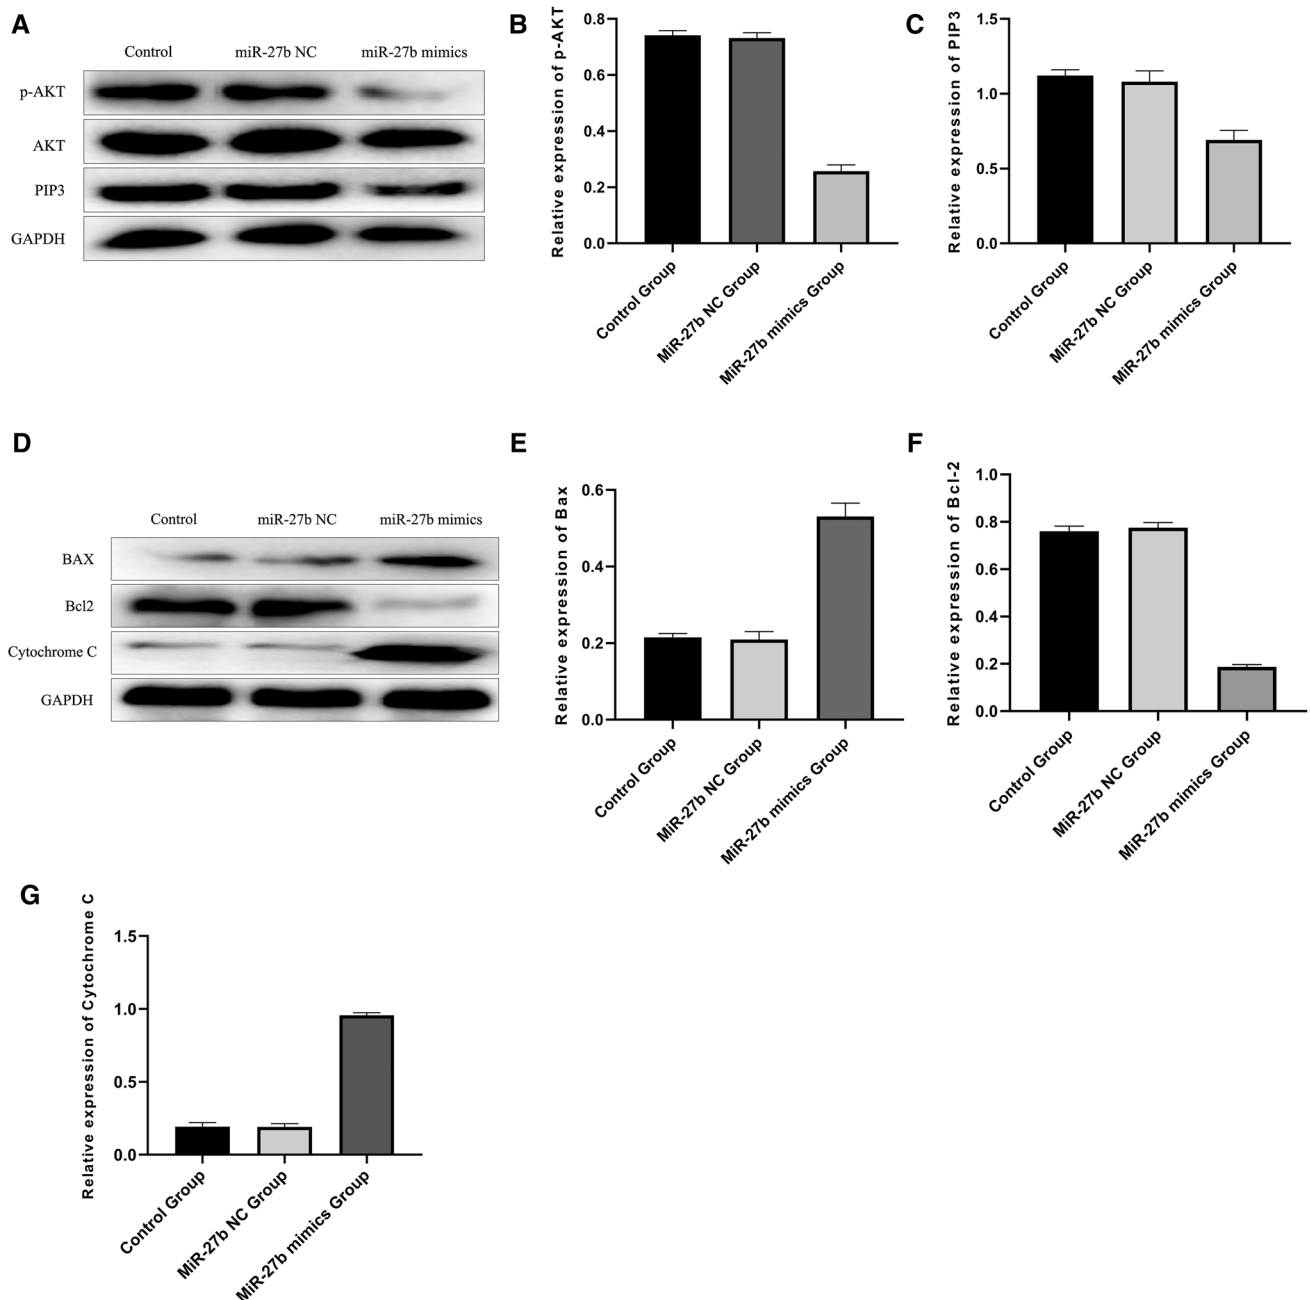 A
Control miR-27b NC miR-27b mimics
p-AKT
AKT
PIP3
GAPDH
B
Relative expression of p-AKT
0.8
0.6
0.4
0.2
0.0
Control Group
MiR-27b NC Group
MiR-27b mimics Group
C
Relative expression of PIP3
1.5
1.0
0.5
0.0
Control Group
MiR-27b NC Group
MiR-27b mimics Group
D
Control miR-27b NC miR-27b mimics
BAX
Bcl2
Cytochrome C
GAPDH
E
Relative expression of Bax
0.6
0.4
0.2
0.0
Control Group
MiR-27b NC Group
MiR-27b mimics Group
F
Relative expression of Bcl-2
1.0
0.8
0.6
0.4
0.2
0.0
Control Group
MiR-27b NC Group
MiR-27b mimics Group
G
Relative expression of Cytochrome C
1.5
1.0
0.5
0.0
Control Group
MiR-27b NC Group
MiR-27b mimics Group